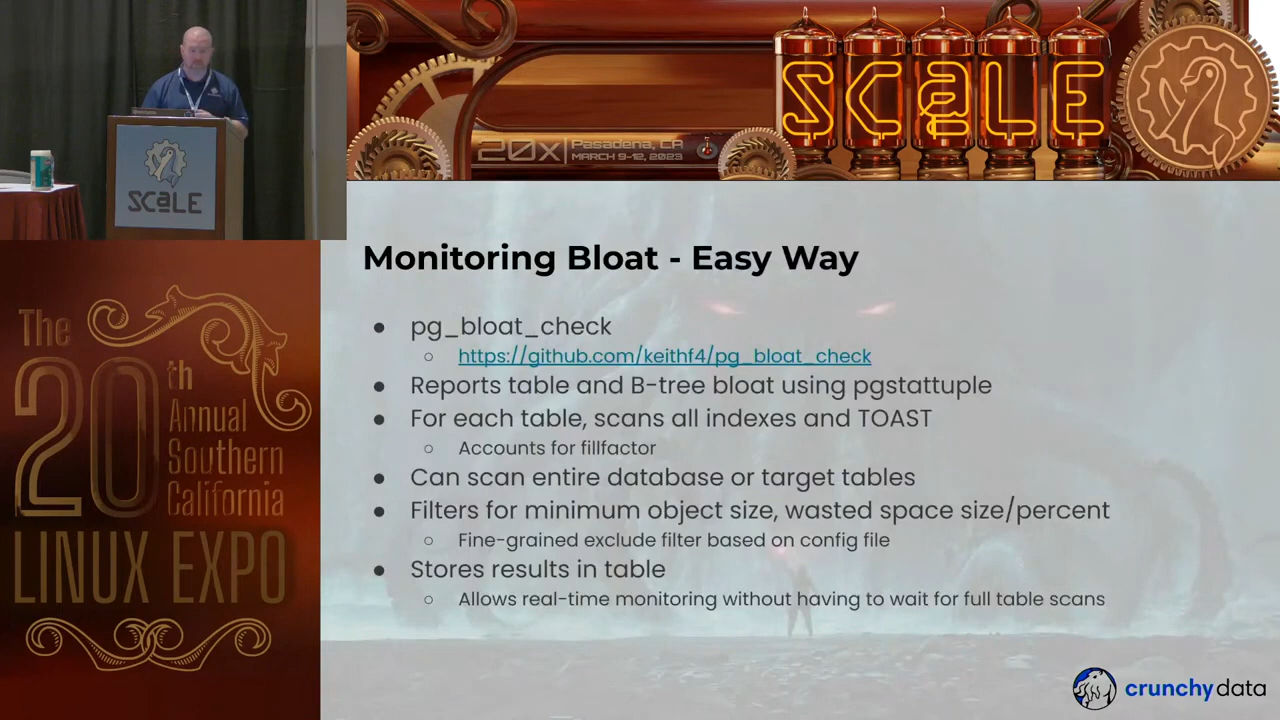 SCaLE
20x
Pasadena, CA
MARCH 9-12, 2023
SCaLE
The
20th
Annual
Southern
California
LINUX EXPO
Monitoring Bloat - Easy Way
● pg_bloat_check
○ https://github.com/keithf4/pg_bloat_check
● Reports table and B-tree bloat using pgstattuple
● For each table, scans all indexes and TOAST
○ Accounts for fillfactor
● Can scan entire database or target tables
● Filters for minimum object size, wasted space size/percent
○ Fine-grained exclude filter based on config file
● Stores results in table
○ Allows real-time monitoring without having to wait for full table scans
crunchydata